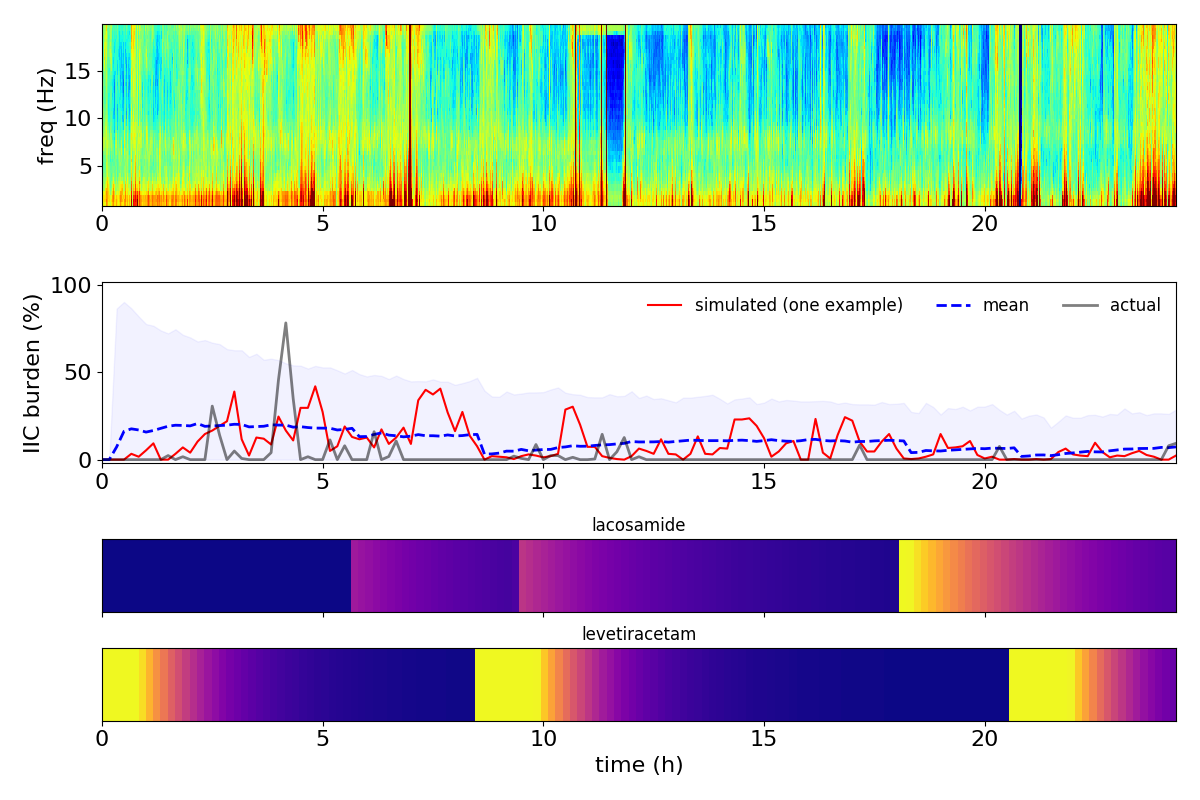 freq (Hz)
15
10
5
0 5 10 15 20
IIC burden (%)
100
50
0
simulated (one example) mean actual
0 5 10 15 20
lacosamide
levetiracetam
0 5 10 15 20
time (h)